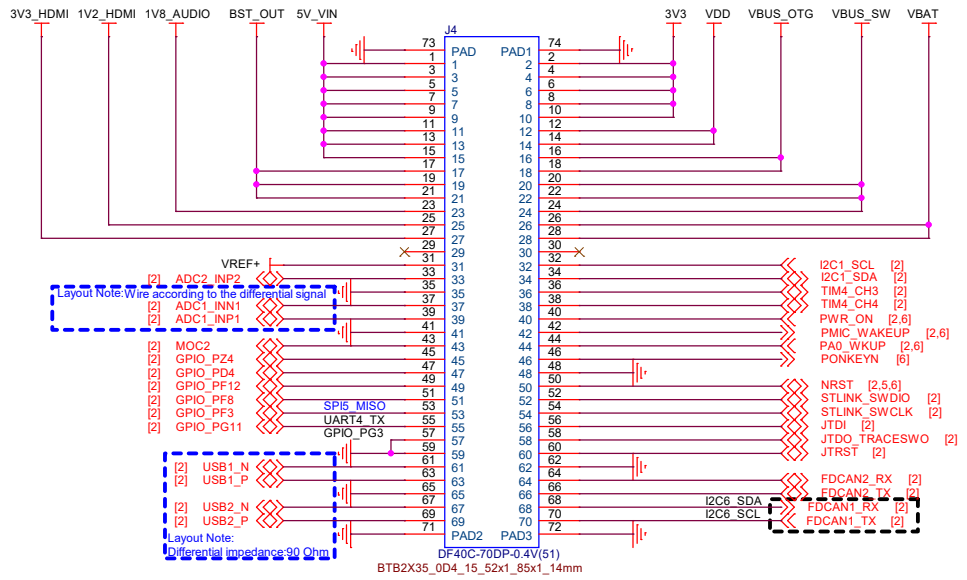 3V3_HDMI 1V2_HDMI 1V8_AUDIO BST_OUT 5V_VIN 3V3 VDD VBUS_OTG VBUS_SW VBAT
J4
73 PAD PAD1 74
1 1 2 2
3 3 4 4
5 5 6 6
7 7 8 8
9 9 10 10
11 11 12 12
13 13 14 14
15 15 16 16
17 17 18 18
19 19 20 20
21 21 22 22
23 23 24 24
25 25 26 26
27 27 28 28
29 29 30 30
VREF+ 31 31 32 32 I2C1_SCL [2]
[2] ADC2_INP2 33 33 34 34 I2C1_SDA [2]
Layout Note:Wire according to the differential signal 35 35 36 36 TIM4_CH3 [2]
[2] ADC1_INN1 37 37 38 38 TIM4_CH4 [2]
[2] ADC1_INP1 39 39 40 40 PWR_ON [2,6]
41 41 42 42 PMIC_WAKEUP [2,6]
[2] MOC2 43 43 44 44 PA0_WKUP [2,6]
[2] GPIO_PZ4 45 45 46 46 PONKEYN [6]
[2] GPIO_PD4 47 47 48 48
[2] GPIO_PF12 49 49 50 50 NRST [2,5,6]
[2] GPIO_PF8 51 51 52 52 STLINK_SWDIO [2]
[2] GPIO_PF3 SPI5_MISO 53 53 54 54 STLINK_SWCLK [2]
[2] GPIO_PG11 UART4_TX 55 55 56 56 JTDI [2]
GPIO_PG3 57 57 58 58 JTDO_TRACESWO [2]
59 59 60 60 JTRST [2]
[2] USB1_N 61 61 62 62
[2] USB1_P 63 63 64 64 FDCAN2_RX [2]
65 65 66 66 FDCAN2_TX [2]
[2] USB2_N 67 67 68 68 I2C6_SDA FDCAN1_RX [2]
[2] USB2_P 69 69 70 70 I2C6_SCL FDCAN1_TX [2]
Layout Note: 71 PAD2 PAD3 72
Differential impedance:90 Ohm
DF40C-70DP-0.4V(51)
BTB2X35_0D4_15_52x1_85x1_14mm